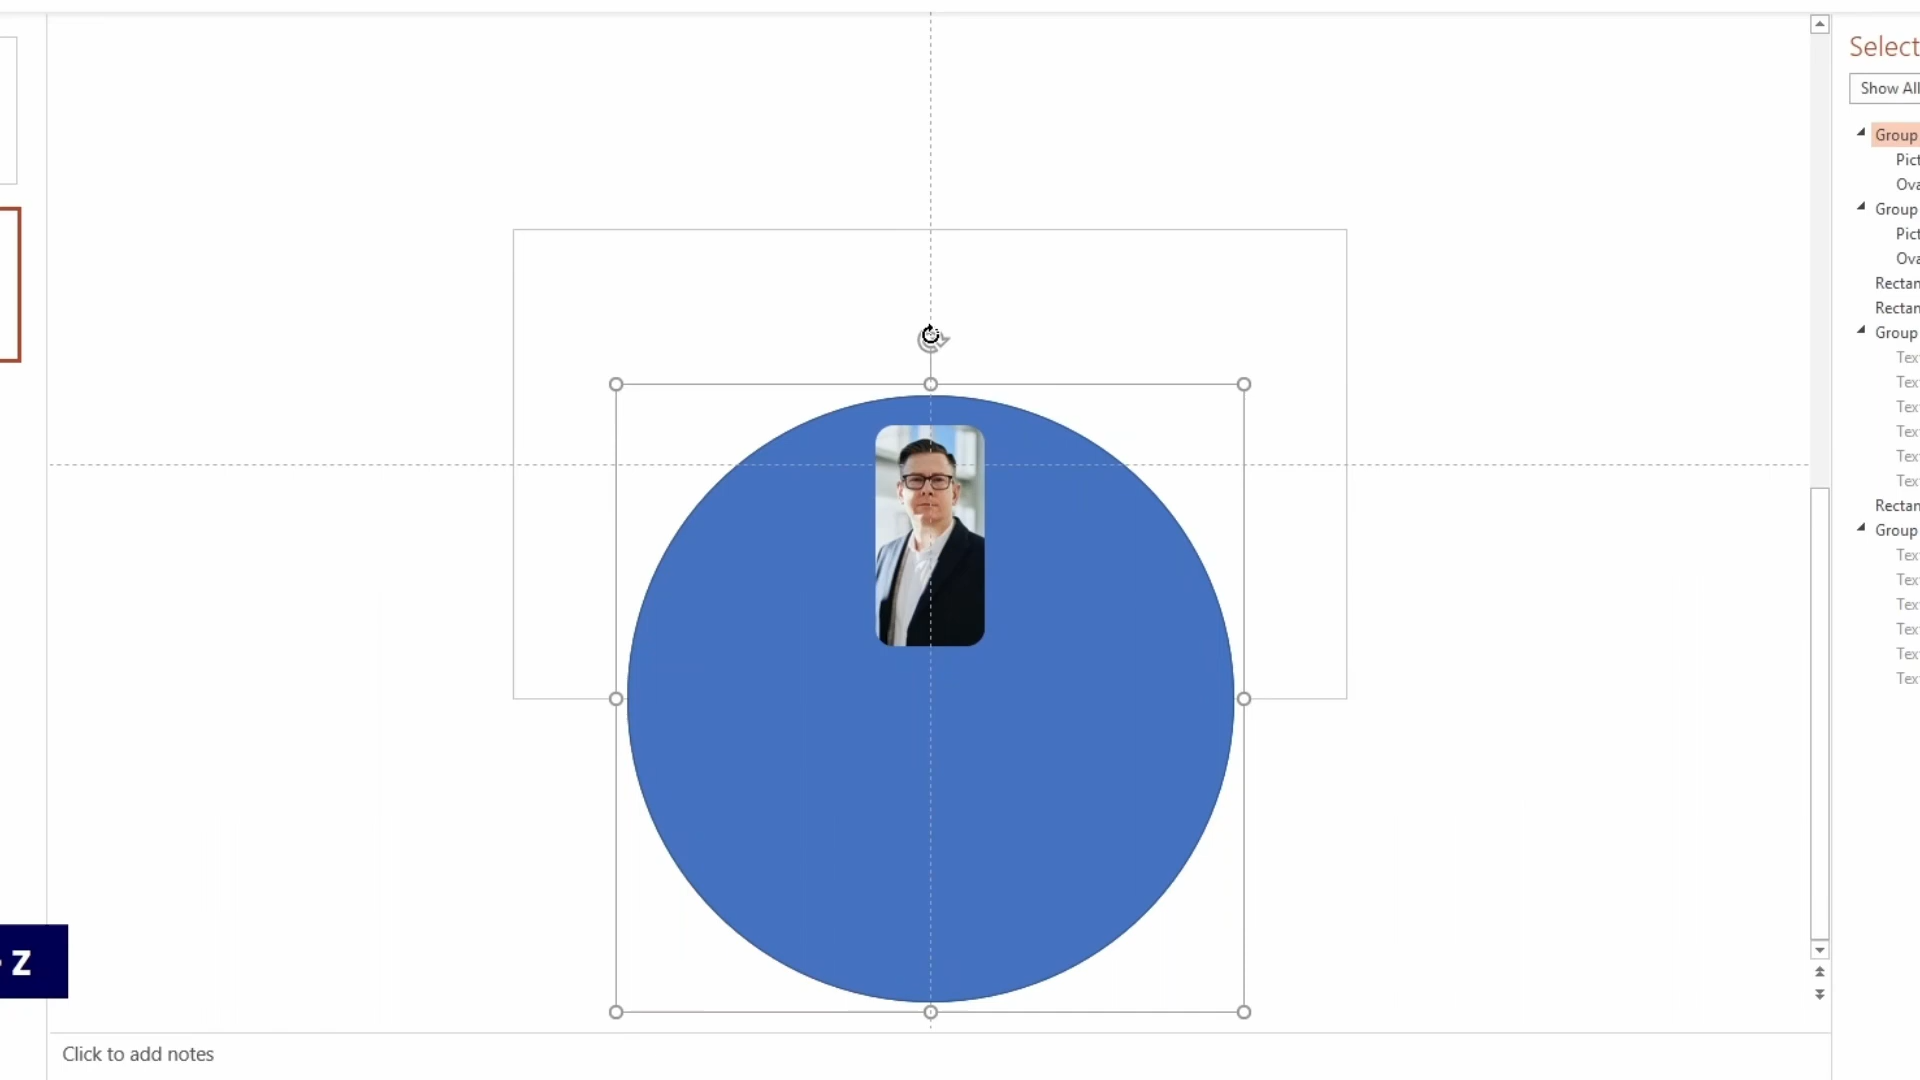 Select
Show All
Group
Pict
Ova
Group
Pict
Ova
Rectan
Rectan
Group
Tex
Tex
Tex
Tex
Tex
Tex
Rectan
Group
Tex
Tex
Tex
Tex
Tex
Tex
Z
Click to add notes